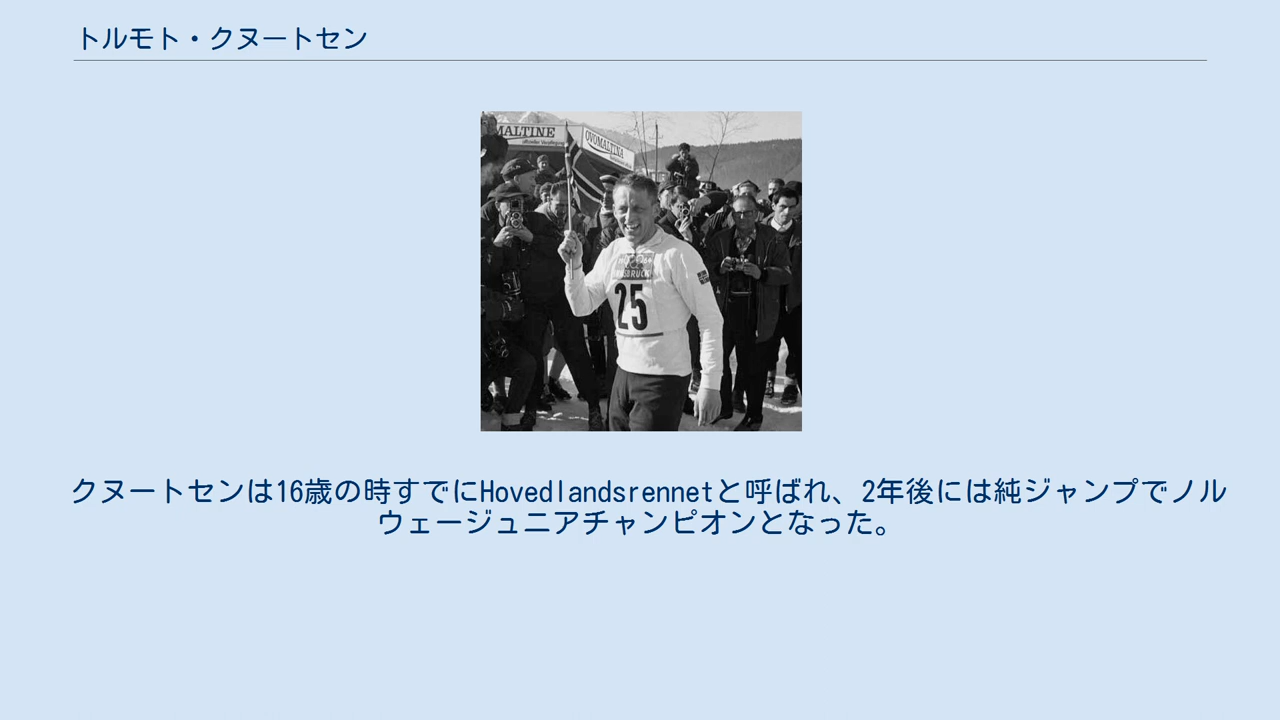 トルモト・クヌートセン
MALTINE
OVOMALTINE
25
クヌートセンは16歳の時すでにHovedlandsrennetと呼ばれ、2年後には純ジャンプでノル
ウェージュニアチャンピオンとなった。